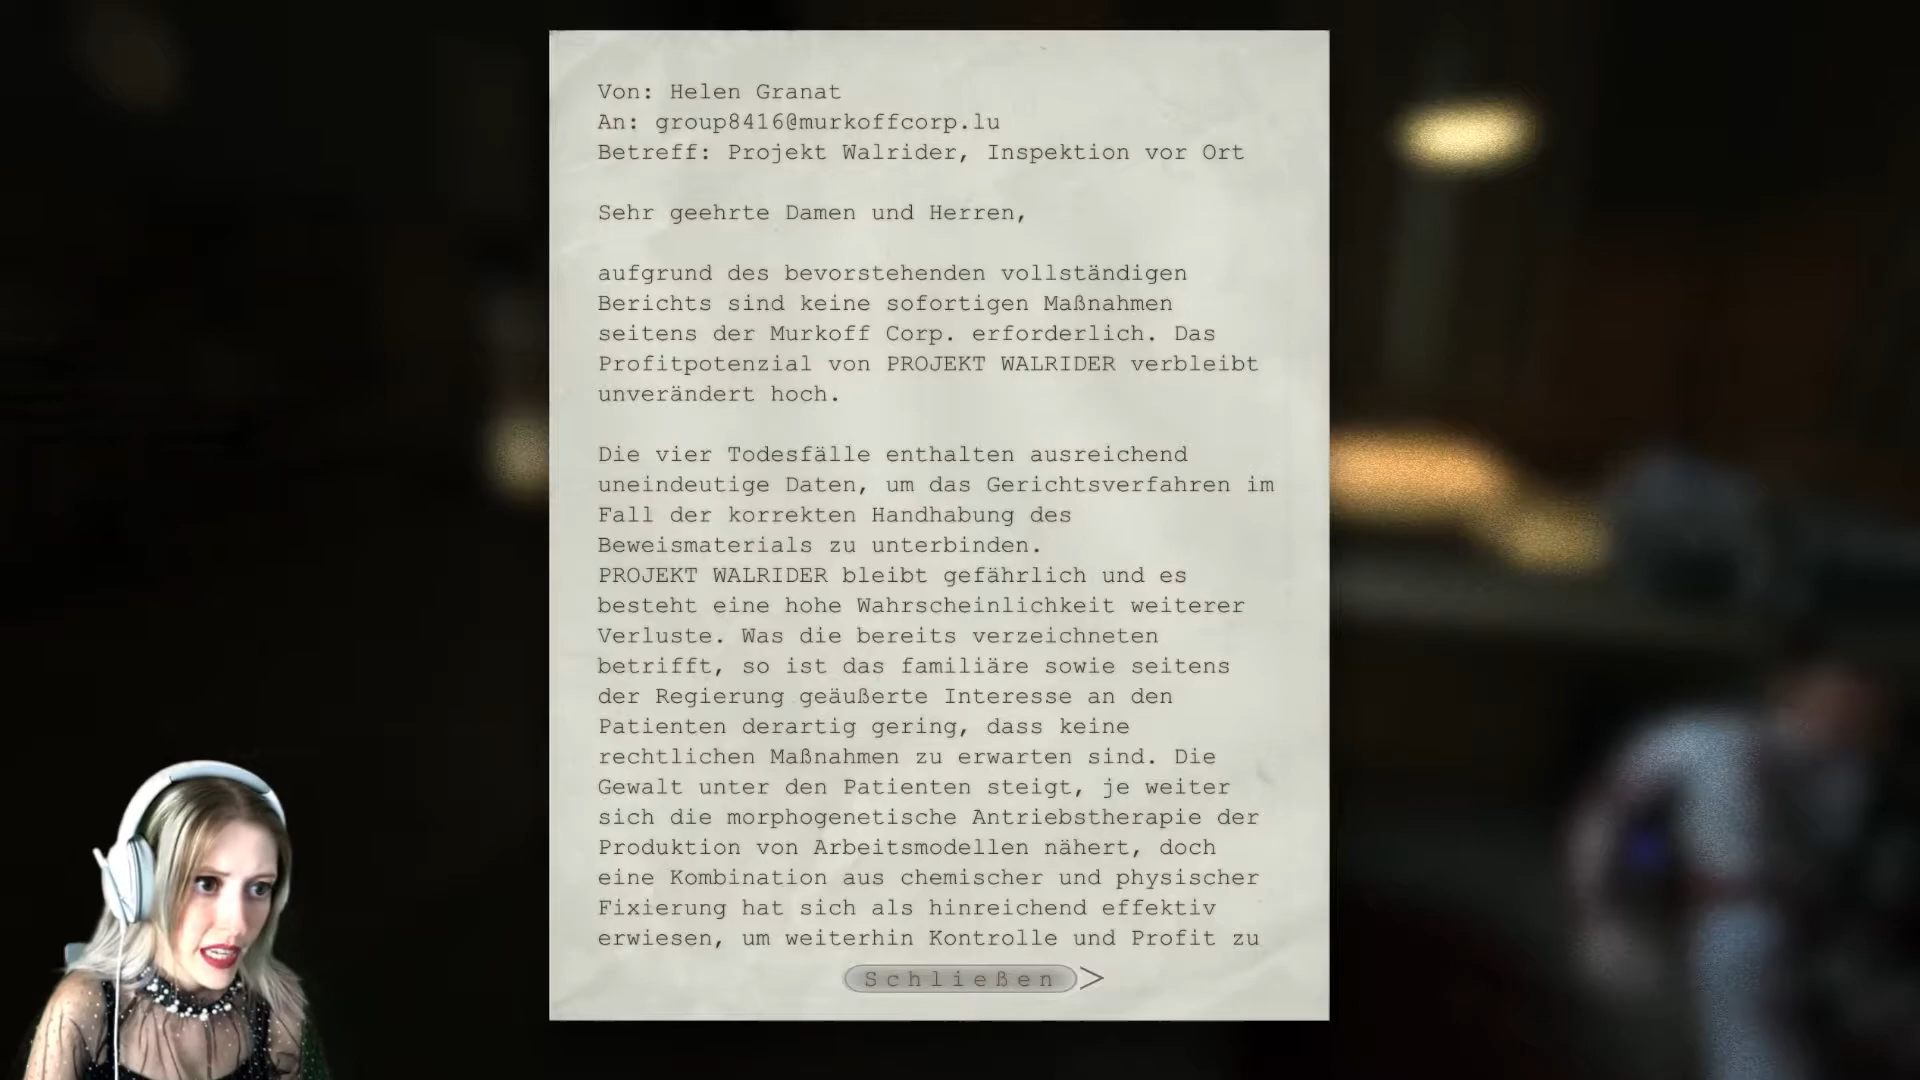 Von: Helen Granat
An: group8416@murkoffcorp.lu
Betreff: Projekt Walrider, Inspektion vor Ort
Sehr geehrte Damen und Herren,
aufgrund des bevorstehenden vollständigen
Berichts sind keine sofortigen Maßnahmen
seitens der Murkoff Corp. erforderlich. Das
Profitpotenzial von PROJEKT WALRIDER verbleibt
unverändert hoch.
Die vier Todesfälle enthalten ausreichend
uneindeutige Daten, um das Gerichtsverfahren im
Fall der korrekten Handhabung des
Beweismaterials zu unterbinden.
PROJEKT WALRIDER bleibt gefährlich und es
besteht eine hohe Wahrscheinlichkeit weiterer
Verluste. Was die bereits verzeichneten
betrifft, so ist das familiäre sowie seitens
der Regierung geäußerte Interesse an den
Patienten derartig gering, dass keine
rechtlichen Maßnahmen zu erwarten sind. Die
Gewalt unter den Patienten steigt, je weiter
sich die morphogenetische Antriebstherapie der
Produktion von Arbeitsmodellen nähert, doch
eine Kombination aus chemischer und physischer
Fixierung hat sich als hinreichend effektiv
erwiesen, um weiterhin Kontrolle und Profit zu
Schließen >